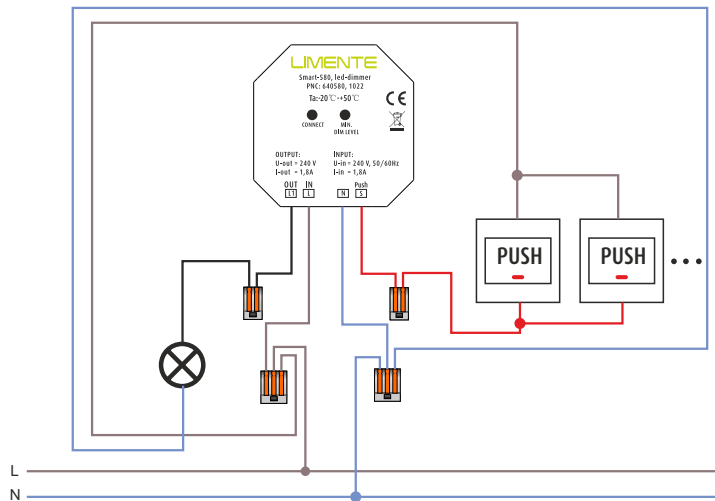 LIMENTE
Smart-S80, led-dimmer
PNC: 640580, 1022
Ta:-20℃-+50℃
CE
CONNECT
MIN.
DIM LEVEL
OUTPUT:
U-out = 240 V
I-out = 1,8A
INPUT:
U-in = 240 V, 50/60Hz
I-in = 1,8A
OUT IN Push
L1 L N S
PUSH PUSH
L
N